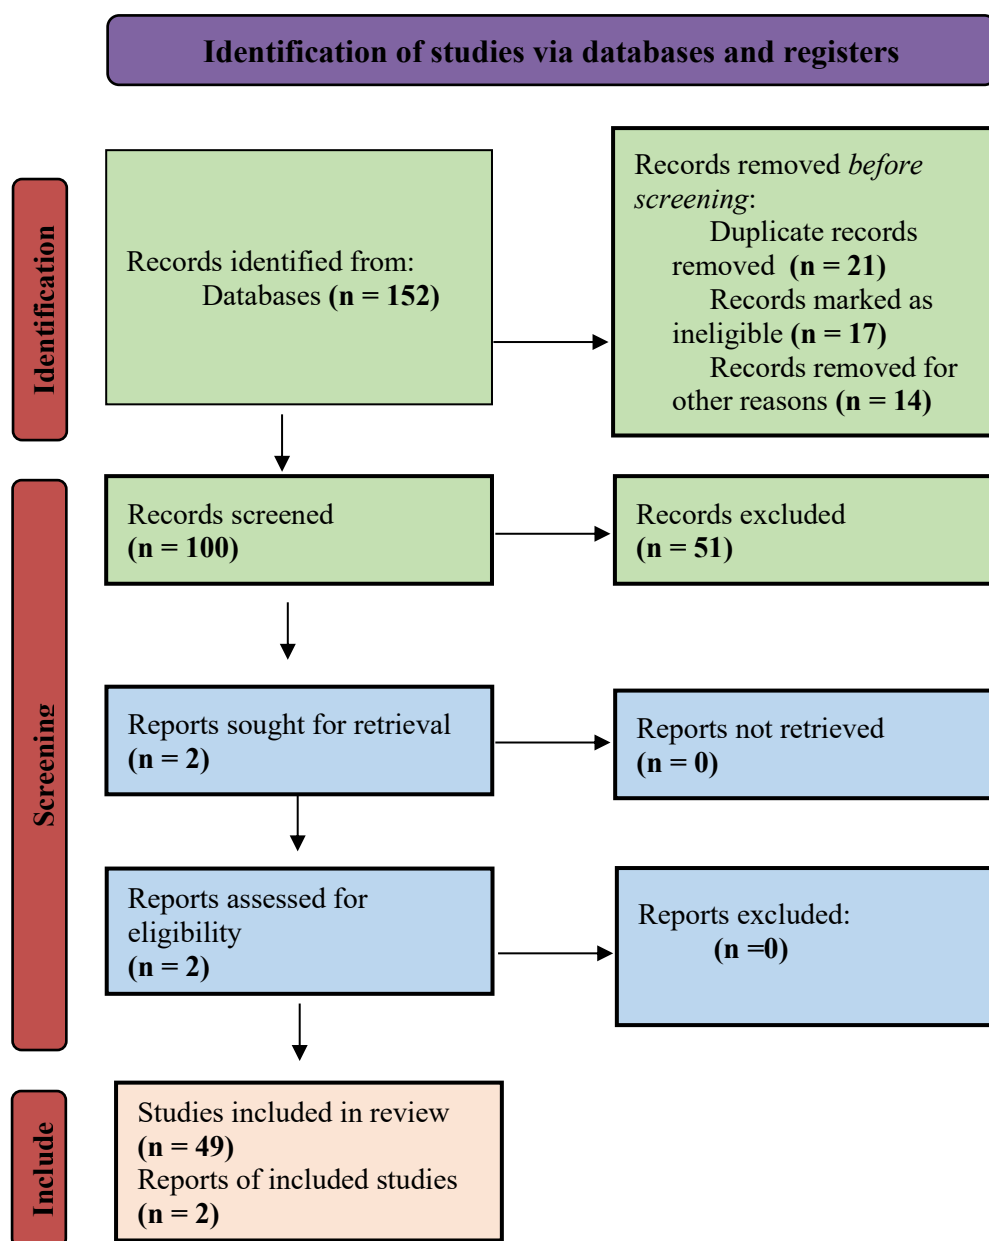 Identification of studies via databases and registers
Identification
Records identified from:
Databases (n = 152)
Records removed before
screening:
Duplicate records
removed (n = 21)
Records marked as
ineligible (n = 17)
Records removed for
other reasons (n = 14)
Screening
Records screened
(n = 100)
Records excluded
(n = 51)
Reports sought for retrieval
(n = 2)
Reports not retrieved
(n = 0)
Reports assessed for
eligibility
(n = 2)
Reports excluded:
(n =0)
Include
Studies included in review
(n = 49)
Reports of included studies
(n = 2)